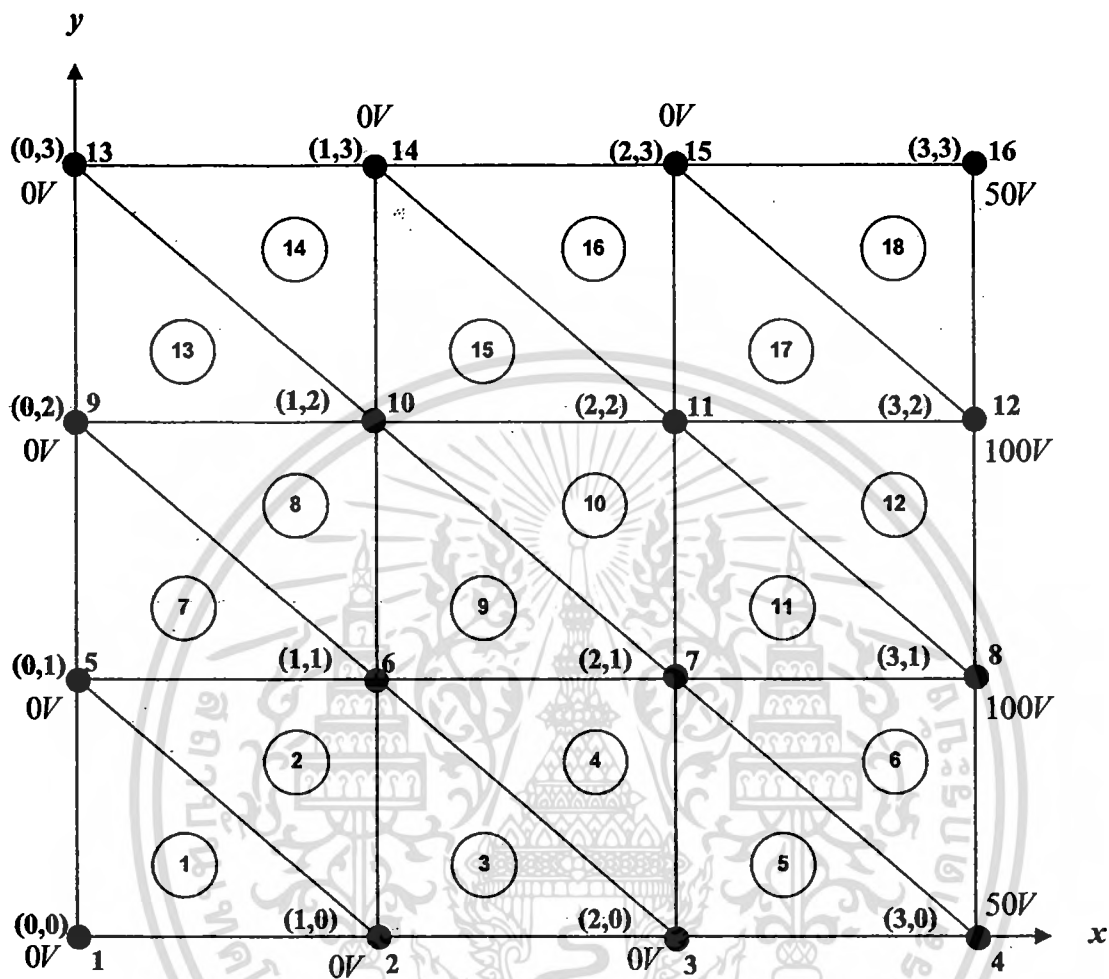 y
0V 0V
(0,3) 13 (1,3) 14 (2,3) 15 (3,3) 16
0V 50V
14 16 18
13 15 17
(0,2) 9 (1,2) 10 (2,2) 11 (3,2) 12
0V 100V
8 10 12
7 9 11
(0,1) 5 (1,1) 6 (2,1) 7 (3,1) 8
0V 100V
2 4 6
1 3 5
50V
(0,0) (1,0) (2,0) (3,0) x
0V 1 0V 2 0V 3 4